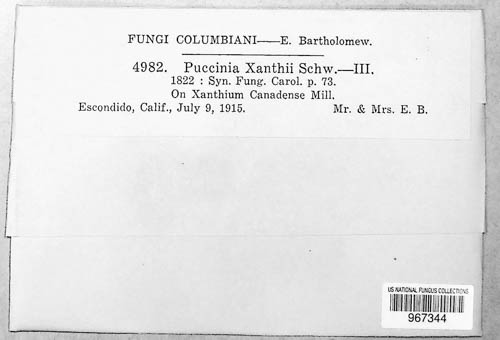 FUNGI COLUMBIANI—E. Bartholomew.
4982. Puccinia Xanthii Schw.—III.
1822 : Syn. Fung. Carol. p. 73.
On Xanthium Canadense Mill.
Escondido, Calif., July 9, 1915. Mr. & Mrs. E. B.
US NATIONAL FUNGUS COLLECTIONS
967344